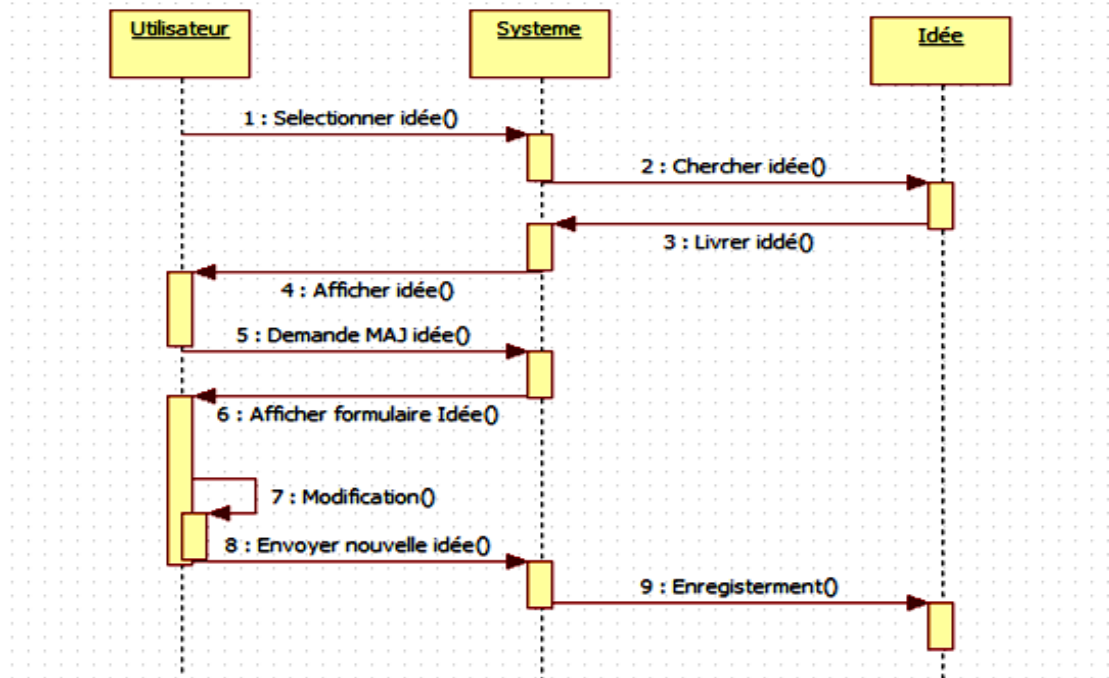 Utilisateur
Systeme
Idée
1 : Selectionner idée()
2 : Chercher idée()
3 : Livrer iddé()
4 : Afficher idée()
5 : Demande MAJ idée()
6 : Afficher formulaire Idée()
7 : Modification()
8 : Envoyer nouvelle idée()
9 : Enregisterment()